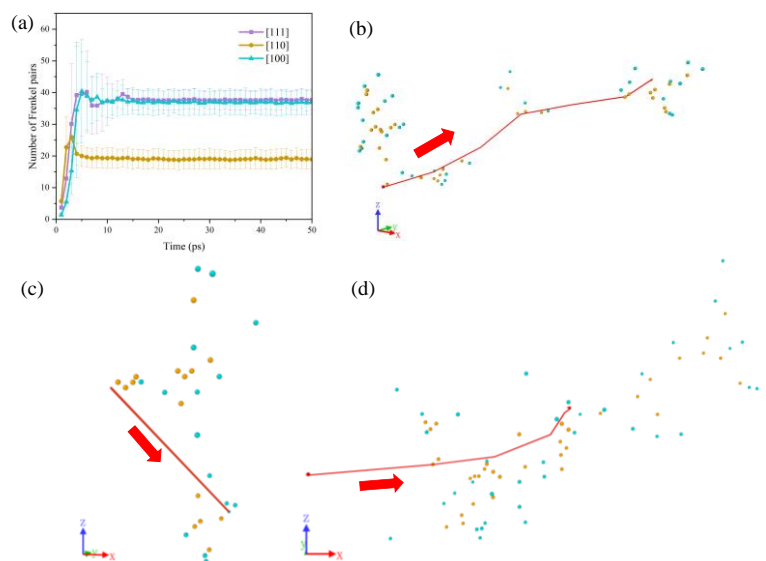 (a)
[111]
[110]
[100]
Number of Frenkel pairs
60
50
40
30
20
10
0
0
10
20
30
40
50
Time (ps)
(b)
z
y
x
(c)
Z
Y
X
(d)
Z
y
X